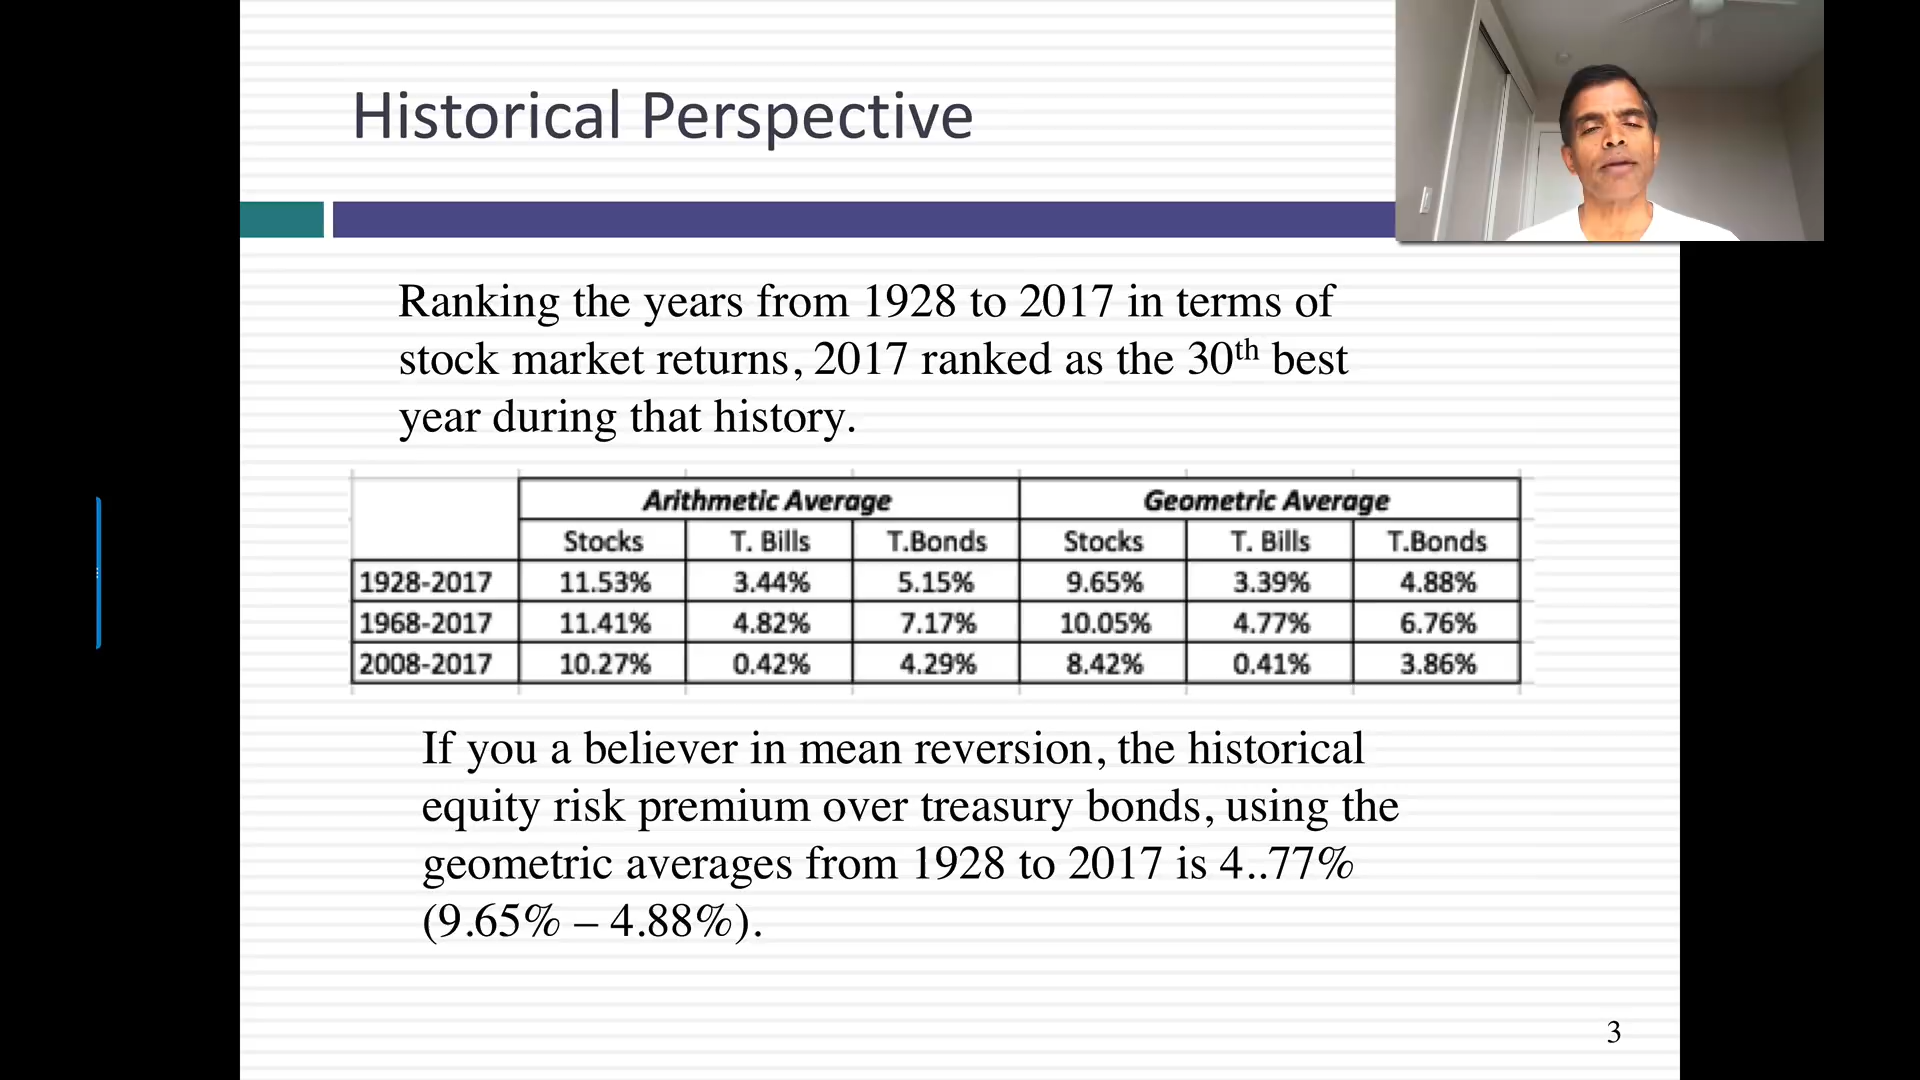 Historical Perspective
Ranking the years from 1928 to 2017 in terms of
stock market returns, 2017 ranked as the 30th best
year during that history.
Arithmetic Average Geometric Average
Stocks T. Bills T.Bonds Stocks T. Bills T.Bonds
1928-2017 11.53% 3.44% 5.15% 9.65% 3.39% 4.88%
1968-2017 11.41% 4.82% 7.17% 10.05% 4.77% 6.76%
2008-2017 10.27% 0.42% 4.29% 8.42% 0.41% 3.86%
If you a believer in mean reversion, the historical
equity risk premium over treasury bonds, using the
geometric averages from 1928 to 2017 is 4..77%
(9.65% – 4.88%).
3